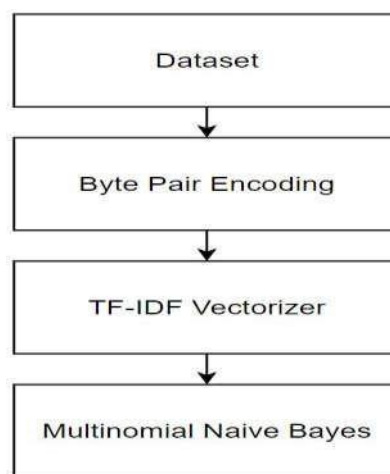 Dataset
Byte Pair Encoding
TF-IDF Vectorizer
Multinomial Naive Bayes